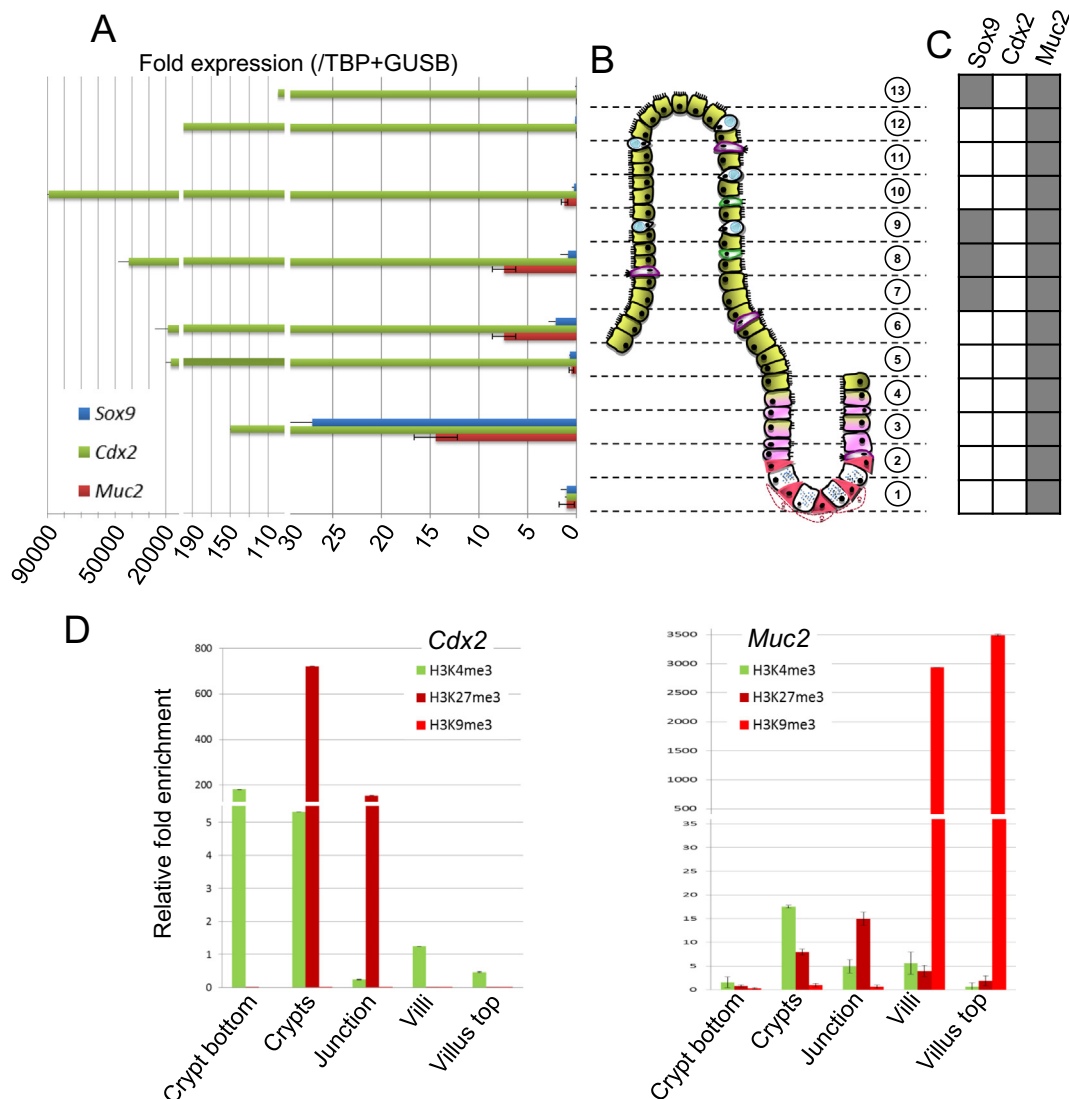 A
Fold expression (/TBP+GUSB)
Sox9
Cdx2
Muc2
90000
50000
20000
190
150
110
30
25
20
15
10
5
0
B
13
12
11
10
9
8
7
6
5
4
3
2
1
C
Sox9
Cdx2
Muc2
D
Cdx2
H3K4me3
H3K27me3
H3K9me3
Relative fold enrichment
800
600
400
200
5
4
3
2
1
0
Crypt bottom
Crypts
Junction
Villi
Villus top
Muc2
H3K4me3
H3K27me3
H3K9me3
3500
3000
2500
2000
1500
1000
500
35
30
25
20
15
10
5
0
Crypt bottom
Crypts
Junction
Villi
Villus top